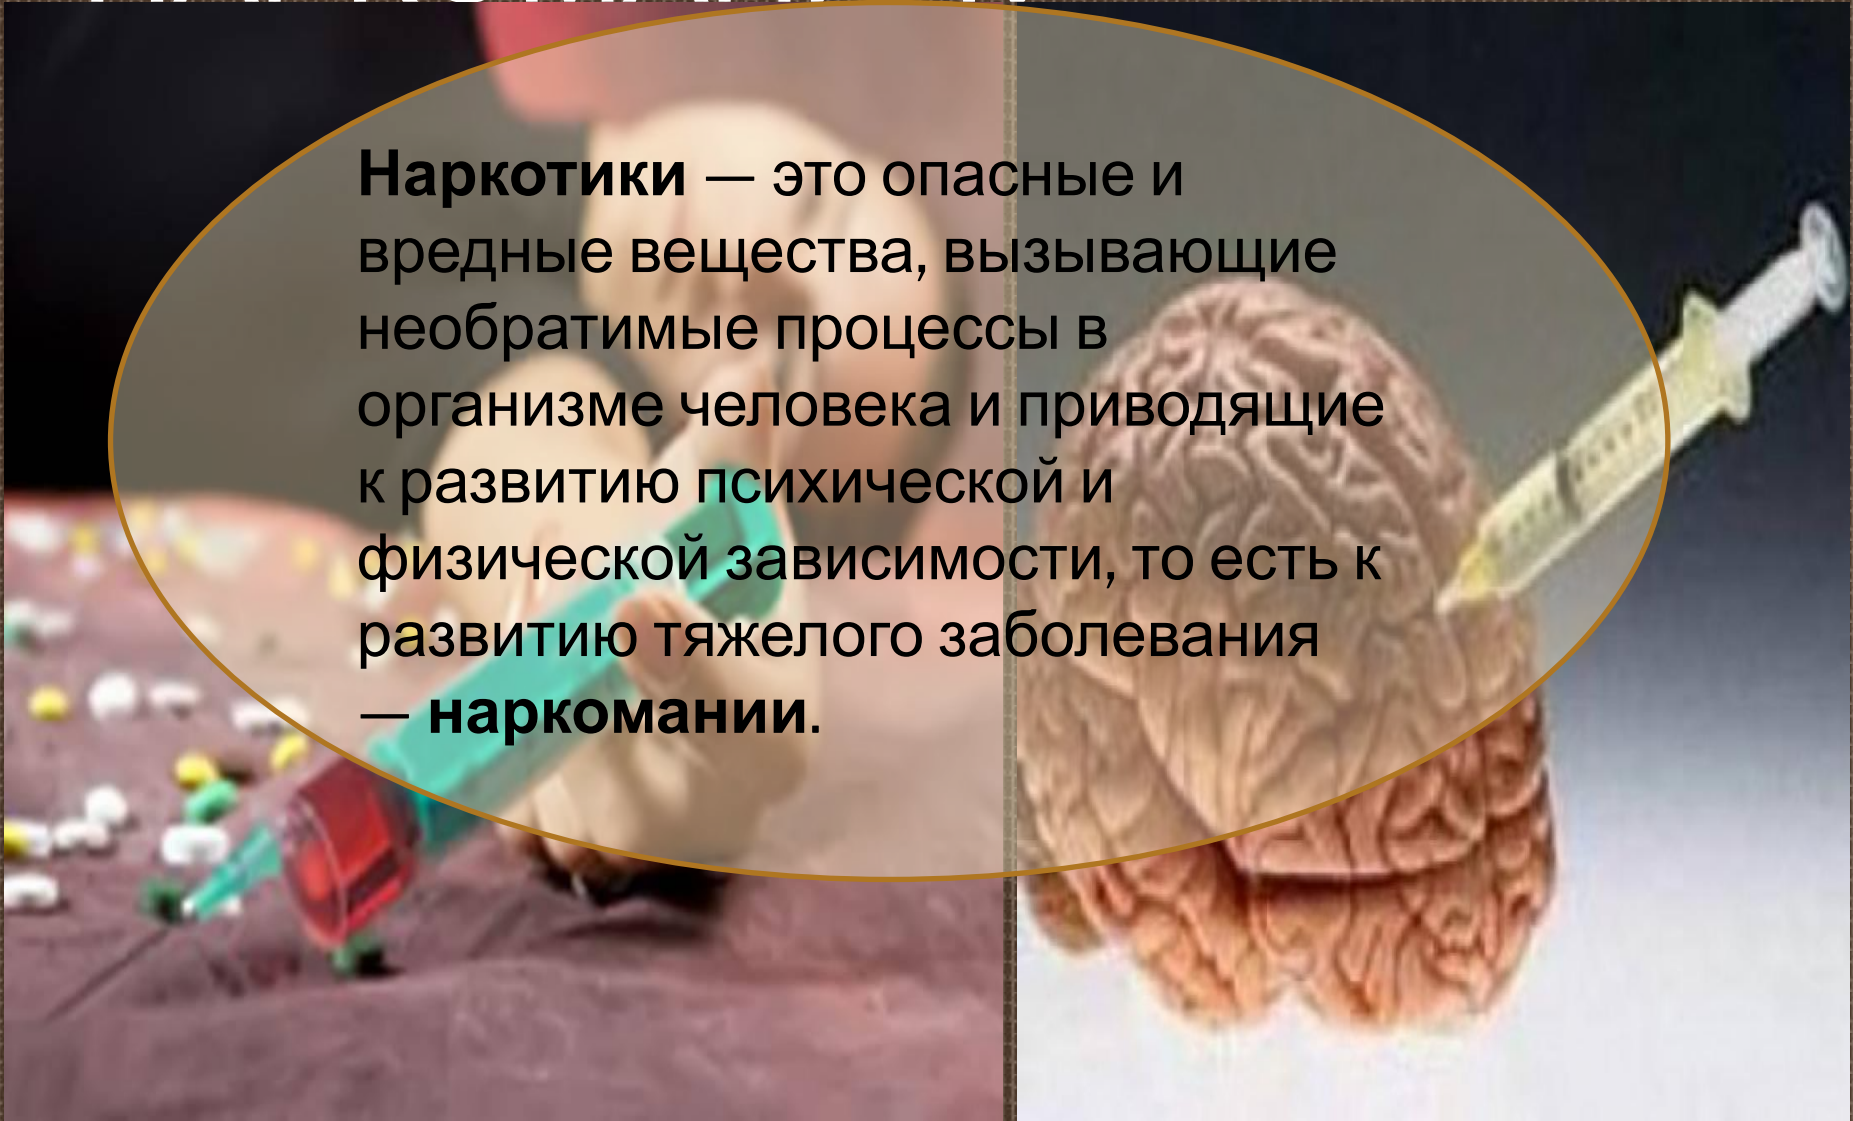 Наркотики — это опасные и
вредные вещества, вызывающие
необратимые процессы в
организме человека и приводящие
к развитию психической и
физической зависимости, то есть к
развитию тяжелого заболевания
— наркомании.